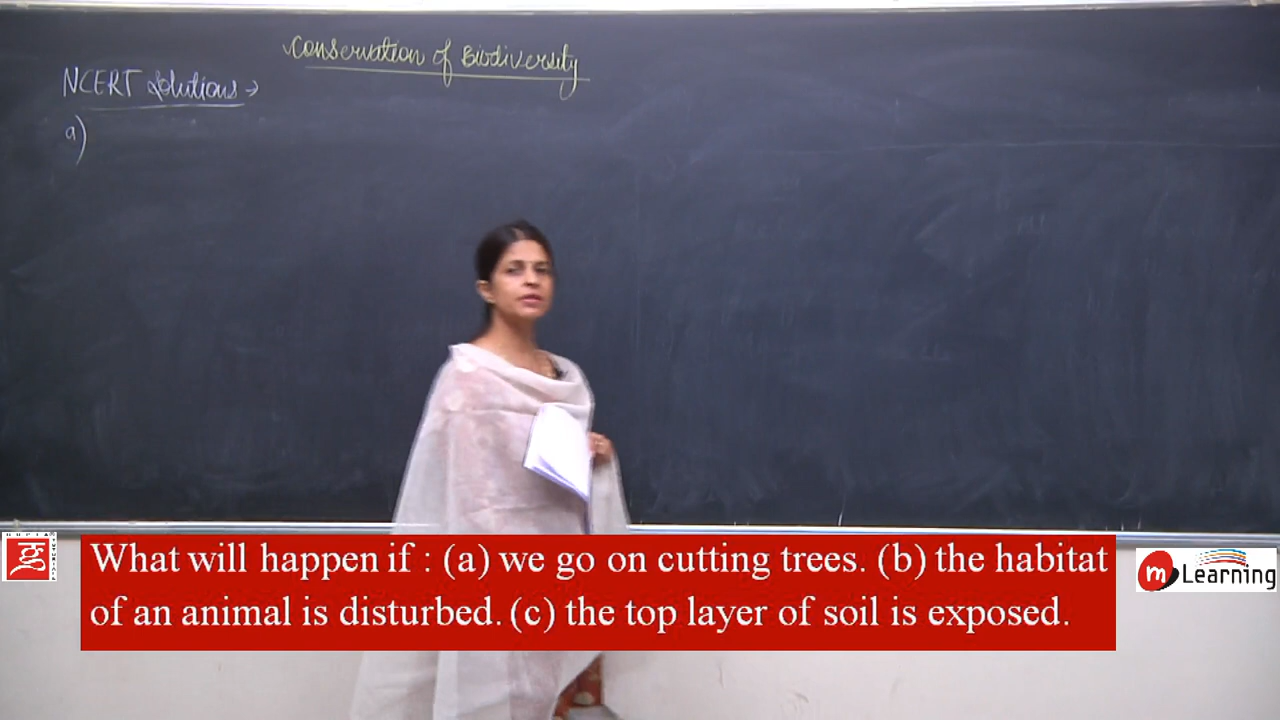 Conservation of Biodiversity
NCERT Solutions →
a)
What will happen if : (a) we go on cutting trees. (b) the habitat
of an animal is disturbed. (c) the top layer of soil is exposed.
m Learning